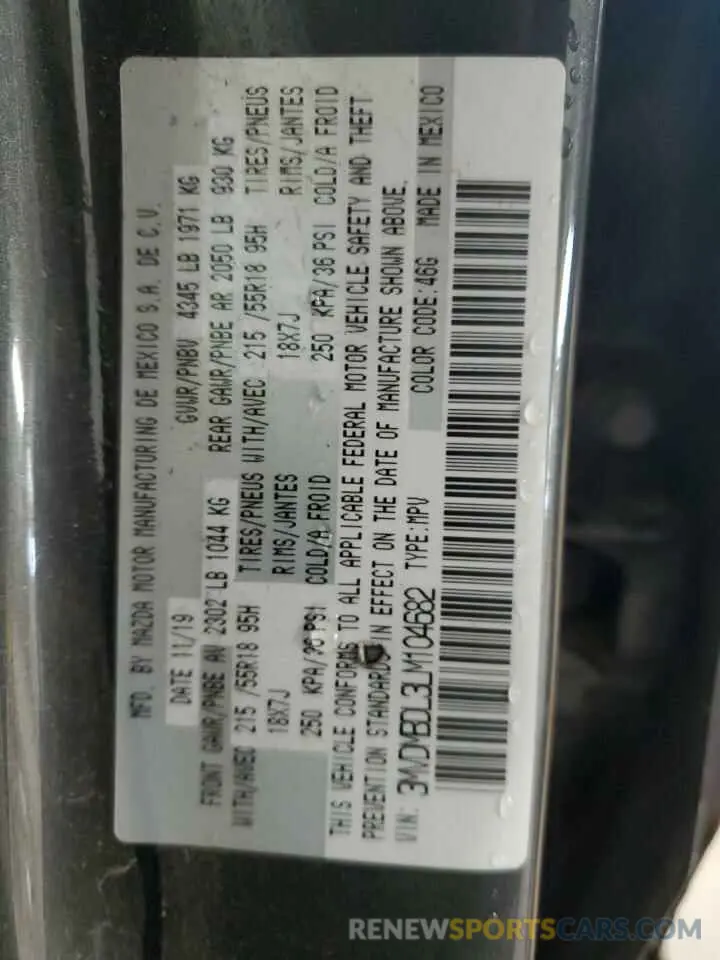 MFD. BY MAZDA MOTOR MANUFACTURING DE MEXICO S.A. DE C.V.
DATE 11/19 GVWR/PNBV 4345 LB 1971 KG
FRONT GAWR/PNBE AV 2302 LB 1044 KG REAR GAWR/PNBE AR 2050 LB 930 KG
WITH/AVEC 215 /55R18 95H TIRES/PNEUS WITH/AVEC 215 /55R18 95H TIRES/PNEUS
18X7J RIMS/JANTES 18X7J RIMS/JANTES
250 KPA/36 PSI COLD/A FROID 250 KPA/36 PSI COLD/A FROID
THIS VEHICLE CONFORMS TO ALL APPLICABLE FEDERAL MOTOR VEHICLE SAFETY AND THEFT
PREVENTION STANDARDS IN EFFECT ON THE DATE OF MANUFACTURE SHOWN ABOVE.
VIN: 3MVDMBDL3LM104682 TYPE:MPV COLOR CODE:46G MADE IN MEXICO
RENEWSPORTSCARS.COM